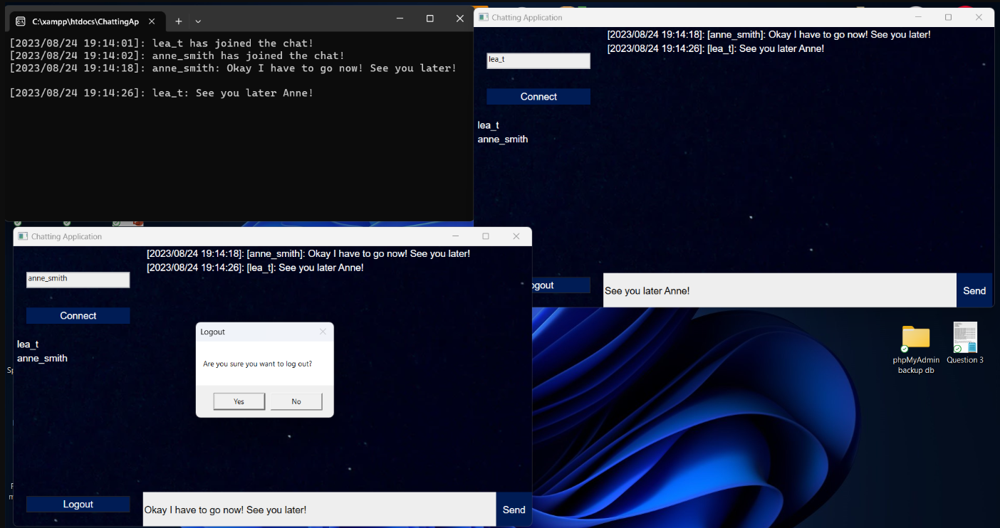 C:\xampp\htdocs\ChattingAp
[2023/08/24 19:14:01]: lea_t has joined the chat!
[2023/08/24 19:14:02]: anne_smith has joined the chat!
[2023/08/24 19:14:18]: anne_smith: Okay I have to go now! See you later!
[2023/08/24 19:14:26]: lea_t: See you later Anne!
Chatting Application
[2023/08/24 19:14:18]: [anne_smith]: Okay I have to go now! See you later!
[2023/08/24 19:14:26]: [lea_t]: See you later Anne!
lea_t
Connect
lea_t
anne_smith
ogout
See you later Anne!
Send
Chatting Application
[2023/08/24 19:14:18]: [anne_smith]: Okay I have to go now! See you later!
[2023/08/24 19:14:26]: [lea_t]: See you later Anne!
anne_smith
Connect
lea_t
anne_smith
Logout
Are you sure you want to log out?
Yes
No
Logout
Okay I have to go now! See you later!
Send
phpMyAdmin
backup db
Question 3